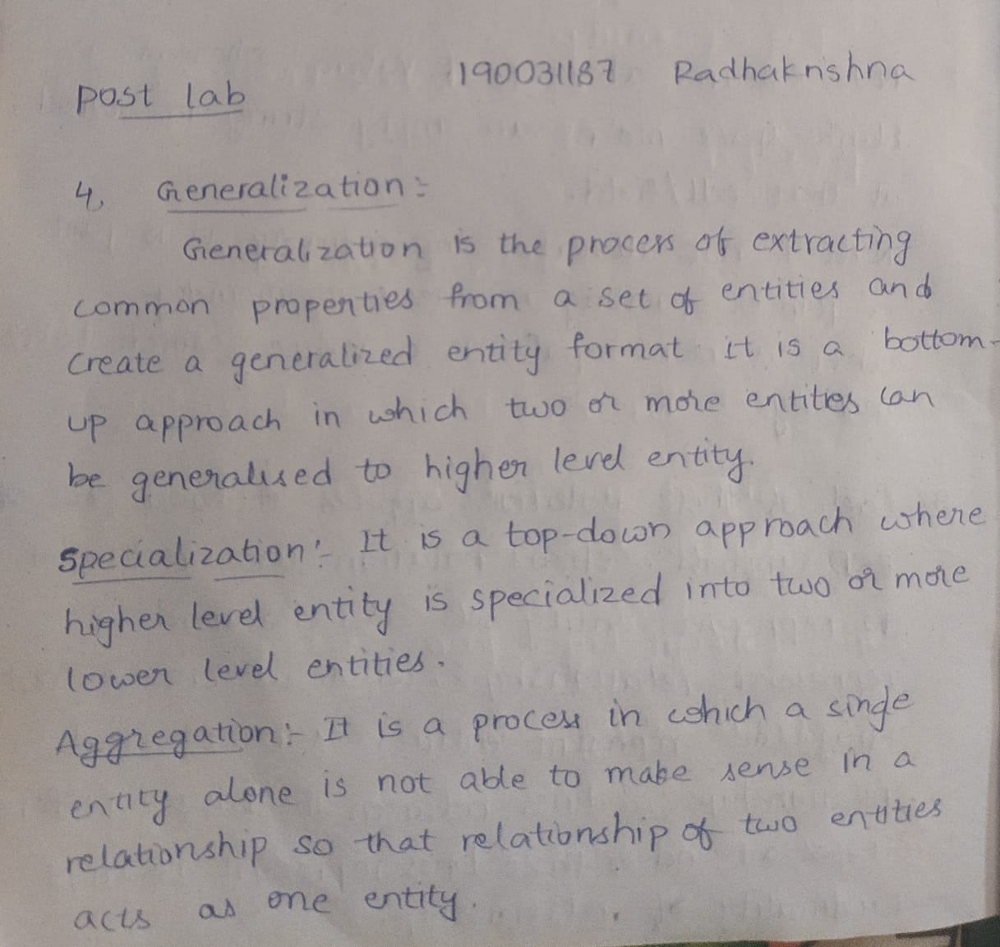 190031187 Radhakrishna
Post lab
4. Generalization:
Generalization is the process of extracting
common properties from a set of entities and
create a generalized entity format it is a bottom-
up approach in which two or more entities can
be generalised to higher level entity.
Specialization:- It is a top-down approach where
higher level entity is specialized into two or more
lower level entities.
Aggregation:- It is a process in which a single
entity alone is not able to make sense in a
relationship so that relationship of two entities
acts as one entity.